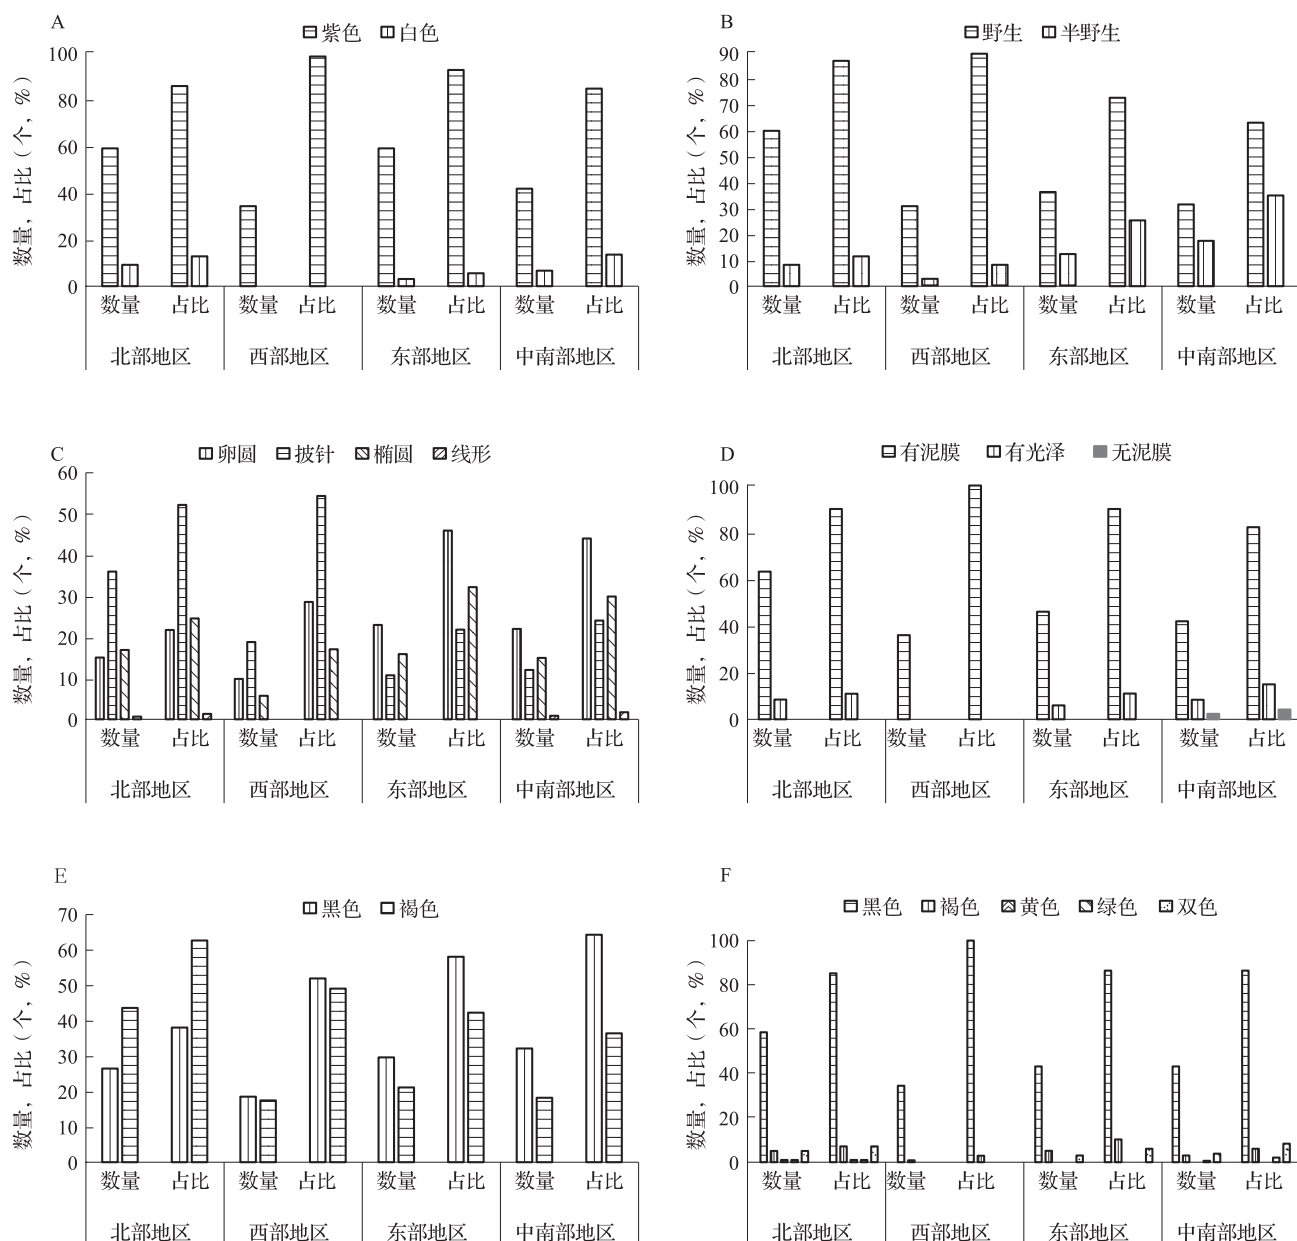 A
紫色 白色
数量，占比（个，%）
100
80
60
40
20
0
数量 占比 数量 占比 数量 占比 数量 占比
北部地区 西部地区 东部地区 中南部地区
B
野生 半野生
数量，占比（个，%）
90
80
70
60
50
40
30
20
10
0
数量 占比 数量 占比 数量 占比 数量 占比
北部地区 西部地区 东部地区 中南部地区
C
卵圆 披针 椭圆 线形
数量，占比（个，%）
60
50
40
30
20
10
0
数量 占比 数量 占比 数量 占比 数量 占比
北部地区 西部地区 东部地区 中南部地区
D
有泥膜 有光泽 无泥膜
数量，占比（个，%）
100
80
60
40
20
0
数量 占比 数量 占比 数量 占比 数量 占比
北部地区 西部地区 东部地区 中南部地区
E
黑色 褐色
数量，占比（个，%）
70
60
50
40
30
20
10
0
数量 占比 数量 占比 数量 占比 数量 占比
北部地区 西部地区 东部地区 中南部地区
F
黑色 褐色 黄色 绿色 双色
数量，占比（个，%）
100
80
60
40
20
0
数量 占比 数量 占比 数量 占比 数量 占比
北部地区 西部地区 东部地区 中南部地区